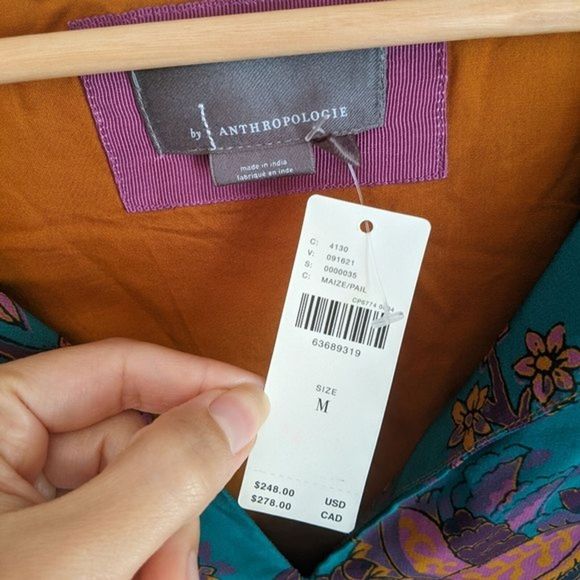 by ANTHROPOLOGIE
made in india
fabriqué en inde
C: 4130
V: 091621
S: 0000035
C: MAIZE/PAIL
63689319
SIZE
M
$248.00 USD
$278.00 CAD